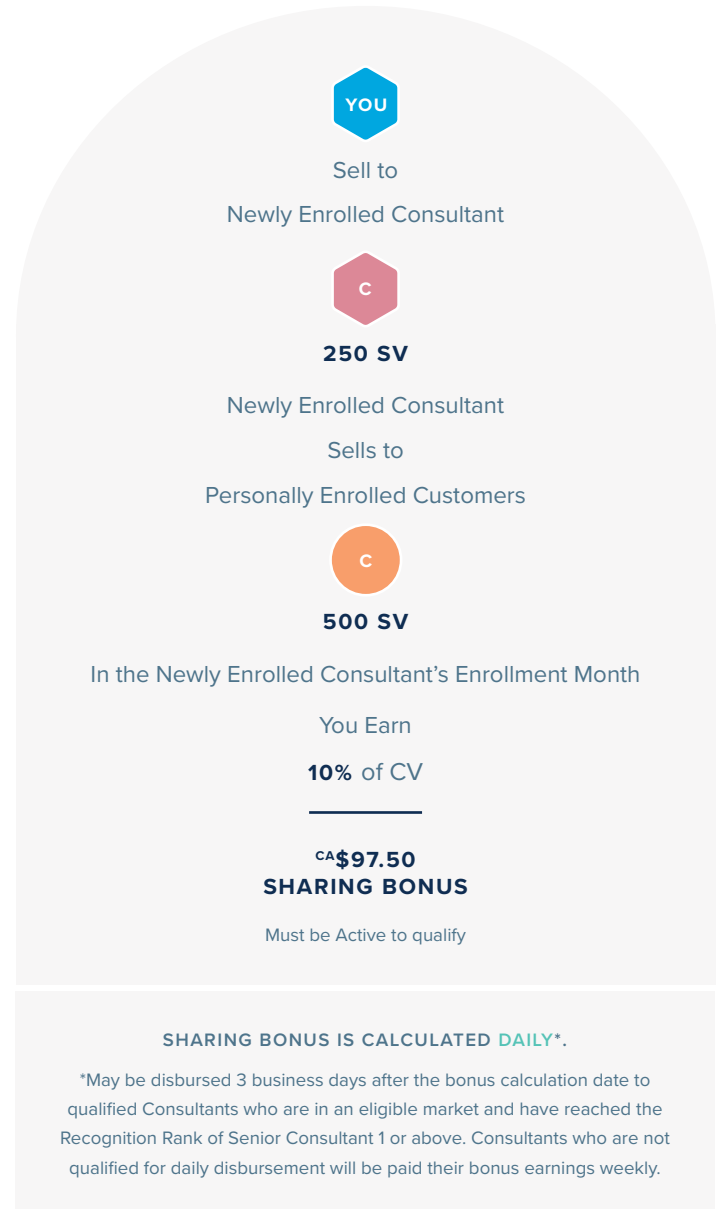 YOU
Sell to
Newly Enrolled Consultant
C
250 SV
Newly Enrolled Consultant
Sells to
Personally Enrolled Customers
C
500 SV
In the Newly Enrolled Consultant’s Enrollment Month
You Earn
10% of CV
CA$97.50
SHARING BONUS
Must be Active to qualify
SHARING BONUS IS CALCULATED DAILY*.
*May be disbursed 3 business days after the bonus calculation date to
qualified Consultants who are in an eligible market and have reached the
Recognition Rank of Senior Consultant 1 or above. Consultants who are not
qualified for daily disbursement will be paid their bonus earnings weekly.